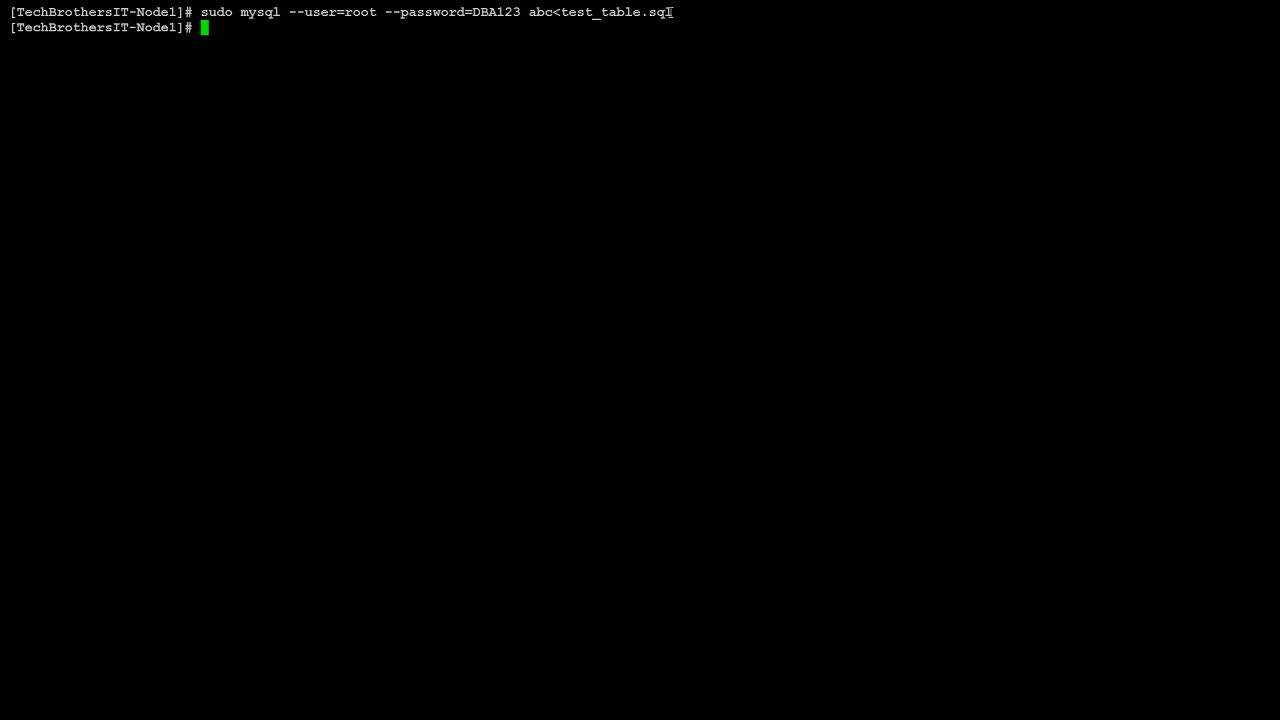 [TechBrothersIT-Node1]# sudo mysql --user=root --password=DBA123 abc<test_table.sql
[TechBrothersIT-Node1]#